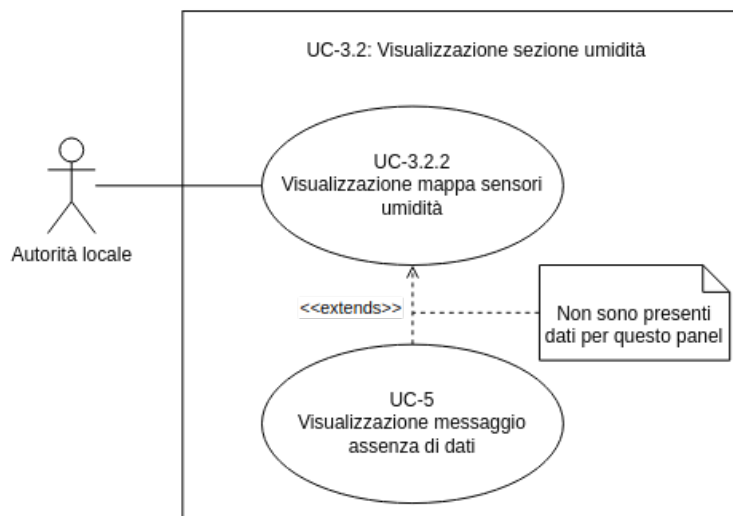 UC-3.2: Visualizzazione sezione umidità
UC-3.2.2
Visualizzazione mappa sensori
umidità
Autorità locale
<<extends>>
Non sono presenti
dati per questo panel
UC-5
Visualizzazione messaggio
assenza di dati